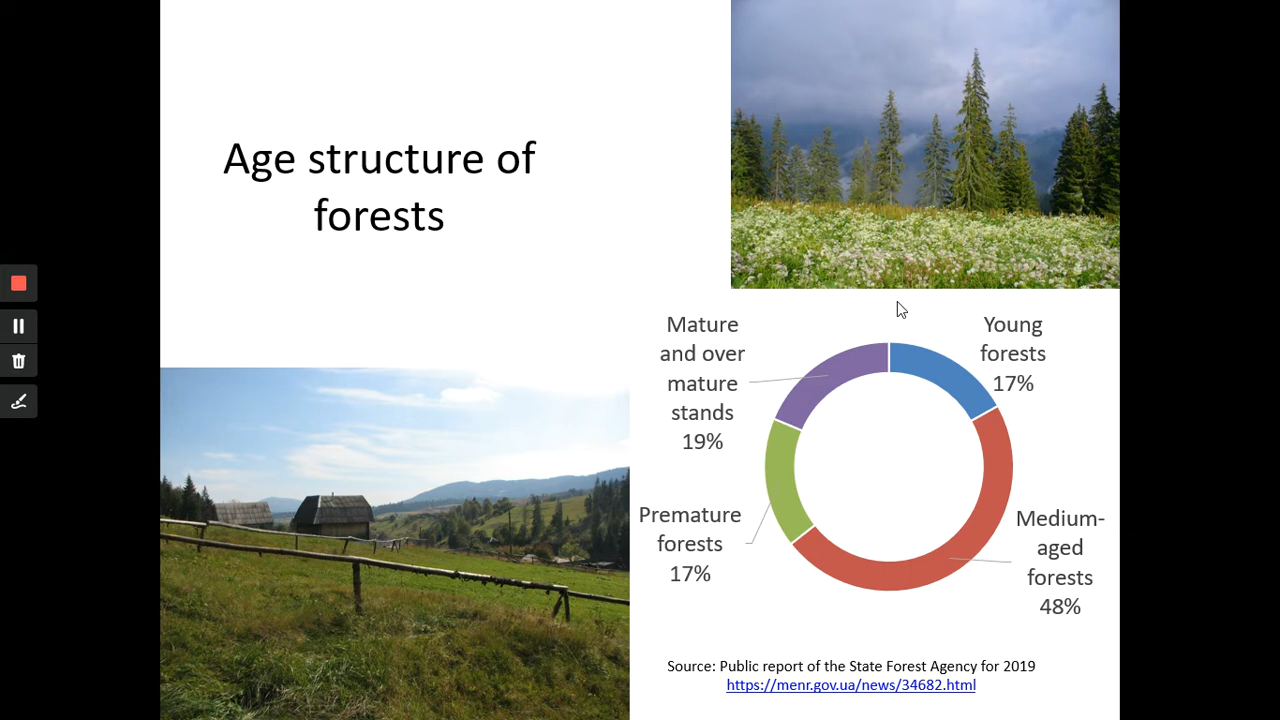 Age structure of
forests
Mature
and over
mature
stands
19%
Young
forests
17%
Premature
forests
17%
Medium-
aged
forests
48%
Source: Public report of the State Forest Agency for 2019
https://menr.gov.ua/news/34682.html